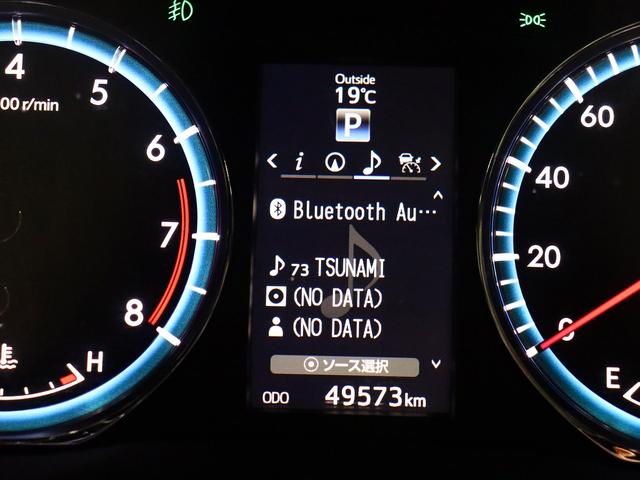 Outside
19℃
P
i
Bluetooth Au…
73 TSUNAMI
(NO DATA)
(NO DATA)
ソース選択
ODO 49573km
4
5
00 r/min
6
7
8
H
60
40
20
0
E